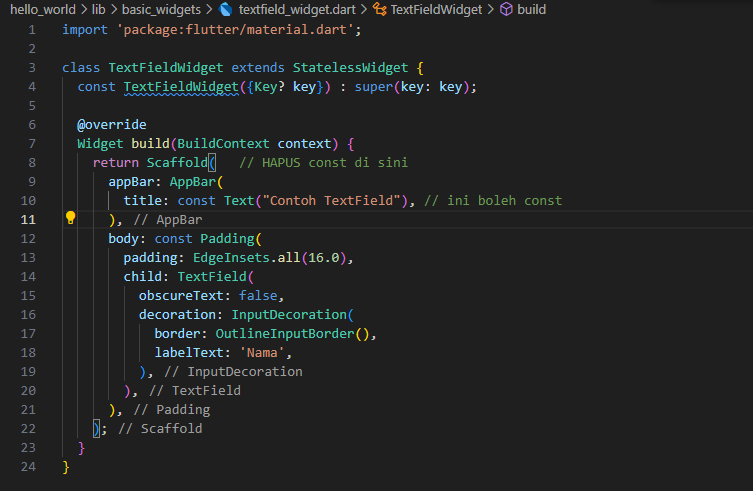 hello_world > lib > basic_widgets > textfield_widget.dart > TextFieldWidget > build
1 import 'package:flutter/material.dart';
2
3 class TextFieldWidget extends StatelessWidget {
4   const TextFieldWidget({Key? key}) : super(key: key);
5
6   @override
7   Widget build(BuildContext context) {
8     return Scaffold(   // HAPUS const di sini
9       appBar: AppBar(
10         title: const Text("Contoh TextField"), // ini boleh const
11       ), // AppBar
12       body: const Padding(
13         padding: EdgeInsets.all(16.0),
14         child: TextField(
15           obscureText: false,
16           decoration: InputDecoration(
17             border: OutlineInputBorder(),
18             labelText: 'Nama',
19           ), // InputDecoration
20         ), // TextField
21       ), // Padding
22     ); // Scaffold
23   }
24 }